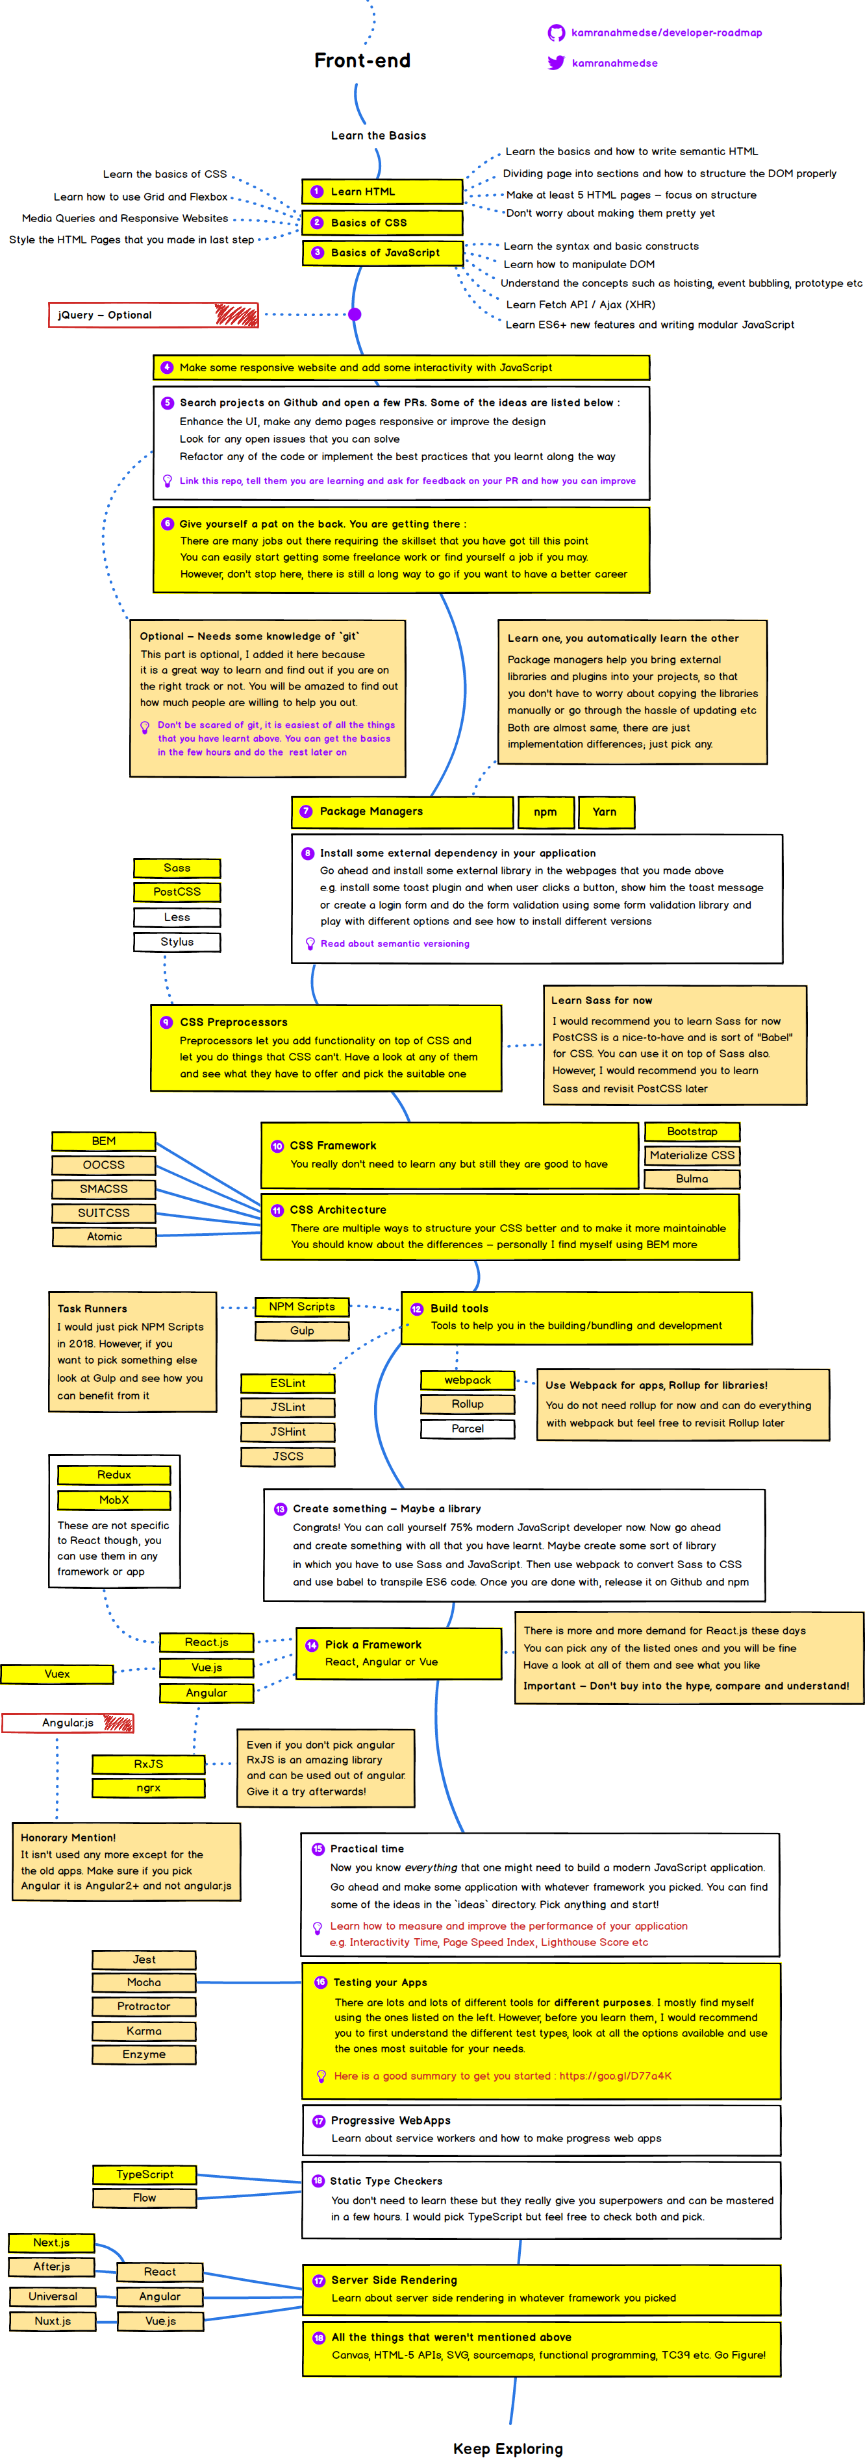 kamranahmedse/developer-roadmap
Front-end
kamranahmedse
Learn the Basics
Learn the basics and how to write semantic HTML
Dividing page into sections and how to structure the DOM properly
Make at least 5 HTML pages – focus on structure
Don't worry about making them pretty yet
Learn the basics of CSS
Learn how to use Grid and Flexbox
Media Queries and Responsive Websites
Style the HTML Pages that you made in last step
1 Learn HTML
2 Basics of CSS
3 Basics of JavaScript
Learn the syntax and basic constructs
Learn how to manipulate DOM
Understand the concepts such as hoisting, event bubbling, prototype etc
Learn Fetch API / Ajax (XHR)
Learn ES6+ new features and writing modular JavaScript
jQuery – Optional
4 Make some responsive website and add some interactivity with JavaScript
5 Search projects on Github and open a few PRs. Some of the ideas are listed below :
Enhance the UI, make any demo pages responsive or improve the design
Look for any open issues that you can solve
Refactor any of the code or implement the best practices that you learnt along the way
Link this repo, tell them you are learning and ask for feedback on your PR and how you can improve
6 Give yourself a pat on the back. You are getting there :
There are many jobs out there requiring the skillset that you have got till this point
You can easily start getting some freelance work or find yourself a job if you may.
However, don't stop here, there is still a long way to go if you want to have a better career
Optional – Needs some knowledge of `git`
This part is optional, I added it here because
it is a great way to learn and find out if you are on
the right track or not. You will be amazed to find out
how much people are willing to help you out.
Don't be scared of git, it is easiest of all the things
that you have learnt above. You can get the basics
in the few hours and do the rest later on
Learn one, you automatically learn the other
Package managers help you bring external
libraries and plugins into your projects, so that
you don't have to worry about copying the libraries
manually or go through the hassle of updating etc
Both are almost same, there are just
implementation differences; just pick any.
7 Package Managers
npm
Yarn
8 Install some external dependency in your application
Go ahead and install some external library in the webpages that you made above
e.g. install some toast plugin and when user clicks a button, show him the toast message
or create a login form and do the form validation using some form validation library and
play with different options and see how to install different versions
Read about semantic versioning
Sass
PostCSS
Less
Stylus
9 CSS Preprocessors
Preprocessors let you add functionality on top of CSS and
let you do things that CSS can't. Have a look at any of them
and see what they have to offer and pick the suitable one
Learn Sass for now
I would recommend you to learn Sass for now
PostCSS is a nice-to-have and is sort of "Babel"
for CSS. You can use it on top of Sass also.
However, I would recommend you to learn
Sass and revisit PostCSS later
10 CSS Framework
You really don't need to learn any but still they are good to have
Bootstrap
Materialize CSS
Bulma
BEM
OOCSS
SMACSS
SUITCSS
Atomic
11 CSS Architecture
There are multiple ways to structure your CSS better and to make it more maintainable
You should know about the differences – personally I find myself using BEM more
Task Runners
I would just pick NPM Scripts
in 2018. However, if you
want to pick something else
look at Gulp and see how you
can benefit from it
NPM Scripts
Gulp
12 Build tools
Tools to help you in the building/bundling and development
ESLint
JSLint
JSHint
JSCS
webpack
Rollup
Parcel
Use Webpack for apps, Rollup for libraries!
You do not need rollup for now and can do everything
with webpack but feel free to revisit Rollup later
Redux
MobX
These are not specific
to React though, you
can use them in any
framework or app
13 Create something – Maybe a library
Congrats! You can call yourself 75% modern JavaScript developer now. Now go ahead
and create something with all that you have learnt. Maybe create some sort of library
in which you have to use Sass and JavaScript. Then use webpack to convert Sass to CSS
and use babel to transpile ES6 code. Once you are done with, release it on Github and npm
React.js
Vue.js
Angular
Vuex
14 Pick a Framework
React, Angular or Vue
There is more and more demand for React.js these days
You can pick any of the listed ones and you will be fine
Have a look at all of them and see what you like
Important – Don't buy into the hype, compare and understand!
Angular.js
RxJS
ngrx
Even if you don't pick angular
RxJS is an amazing library
and can be used out of angular.
Give it a try afterwards!
Honorary Mention!
It isn't used any more except for the
the old apps. Make sure if you pick
Angular it is Angular2+ and not angular.js
15 Practical time
Now you know everything that one might need to build a modern JavaScript application.
Go ahead and make some application with whatever framework you picked. You can find
some of the ideas in the `ideas` directory. Pick anything and start!
Learn how to measure and improve the performance of your application
e.g. Interactivity Time, Page Speed Index, Lighthouse Score etc
Jest
Mocha
Protractor
Karma
Enzyme
16 Testing your Apps
There are lots and lots of different tools for different purposes. I mostly find myself
using the ones listed on the left. However, before you learn them, I would recommend
you to first understand the different test types, look at all the options available and use
the ones most suitable for your needs.
Here is a good summary to get you started : https://goo.gl/D77a4K
17 Progressive WebApps
Learn about service workers and how to make progress web apps
TypeScript
Flow
18 Static Type Checkers
You don't need to learn these but they really give you superpowers and can be mastered
in a few hours. I would pick TypeScript but feel free to check both and pick.
Next.js
After.js
Universal
Nuxt.js
React
Angular
Vue.js
17 Server Side Rendering
Learn about server side rendering in whatever framework you picked
18 All the things that weren't mentioned above
Canvas, HTML-5 APIs, SVG, sourcemaps, functional programming, TC39 etc. Go Figure!
Keep Exploring